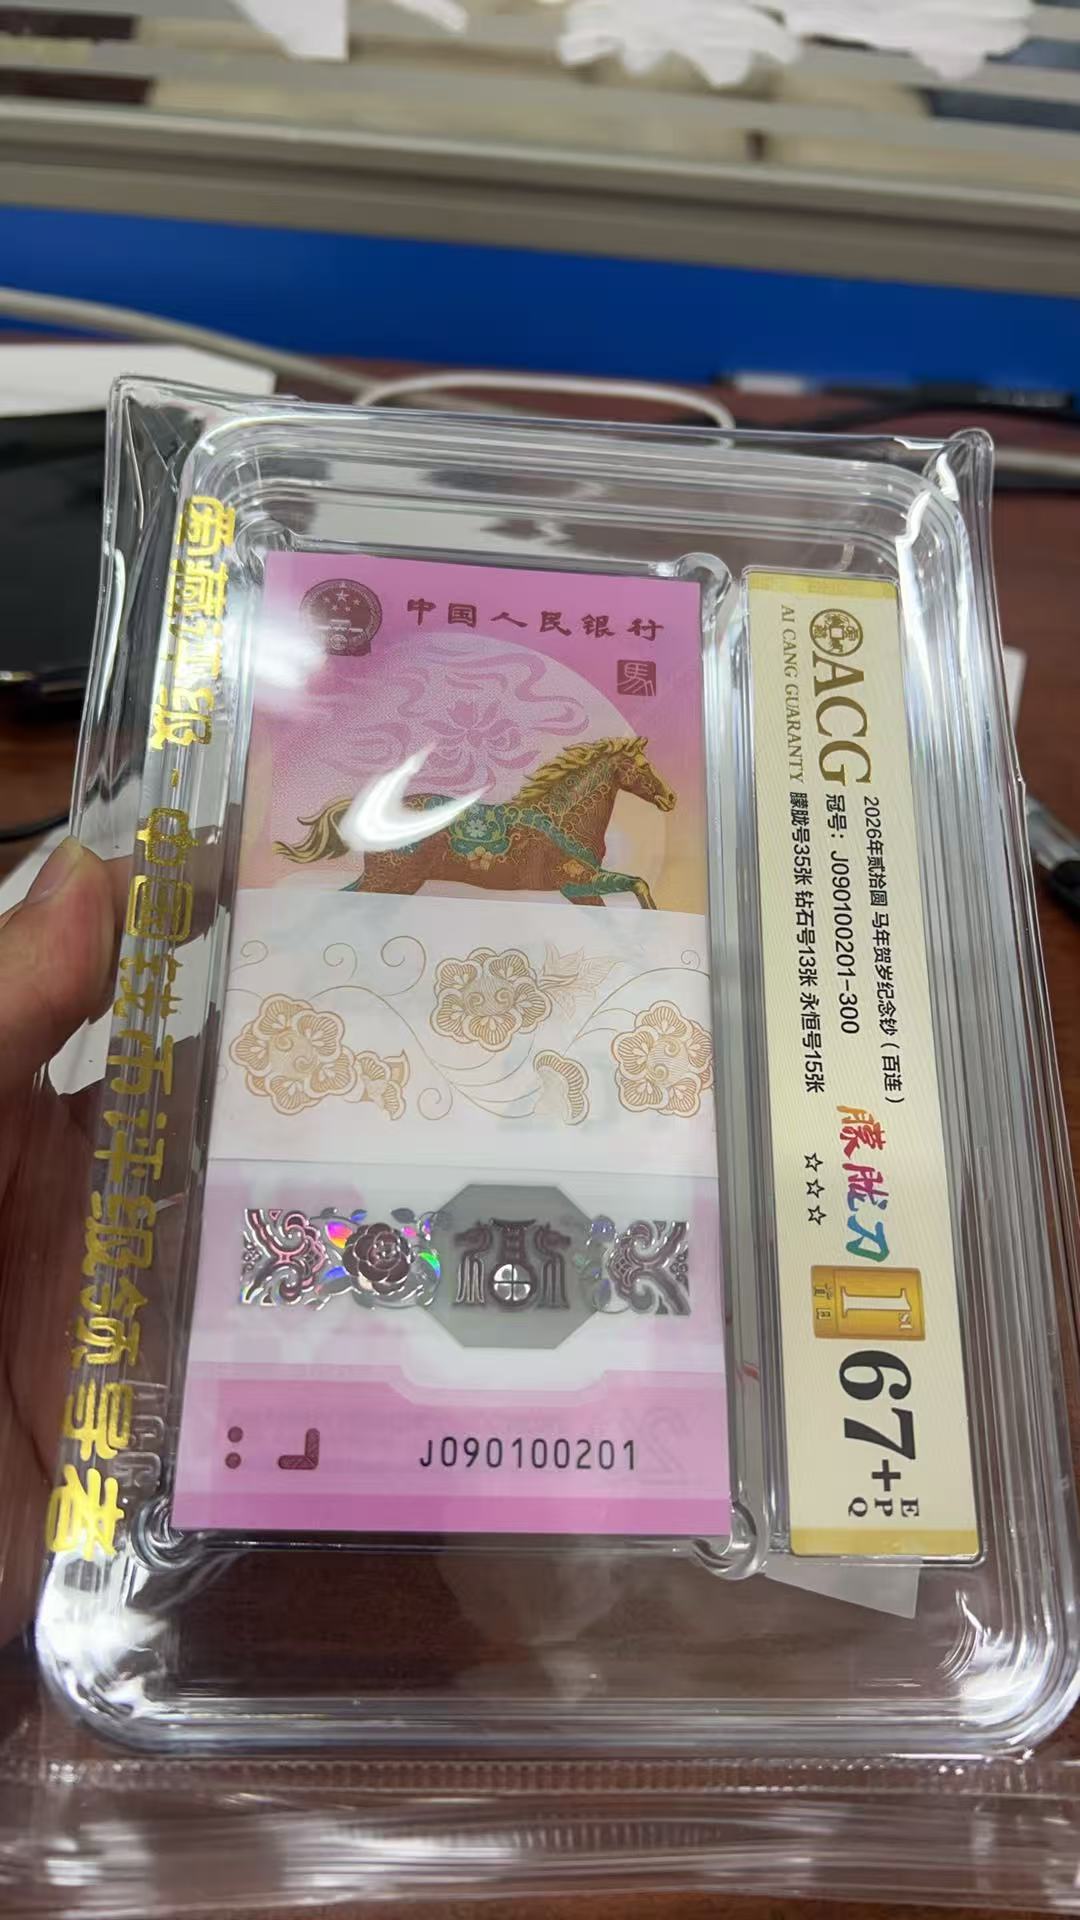 爱藏评级·中国钱币评级领导者
中国人民银行
馬
J090100201
ACG
AI CANG GUARANTY
2026年贰拾圆 马年贺岁纪念钞（百连）
冠号：J090100201-300
朦胧号35张 钻石号13张 永恒号15张
朦胧刀
☆☆☆
1st
67+
EPQ